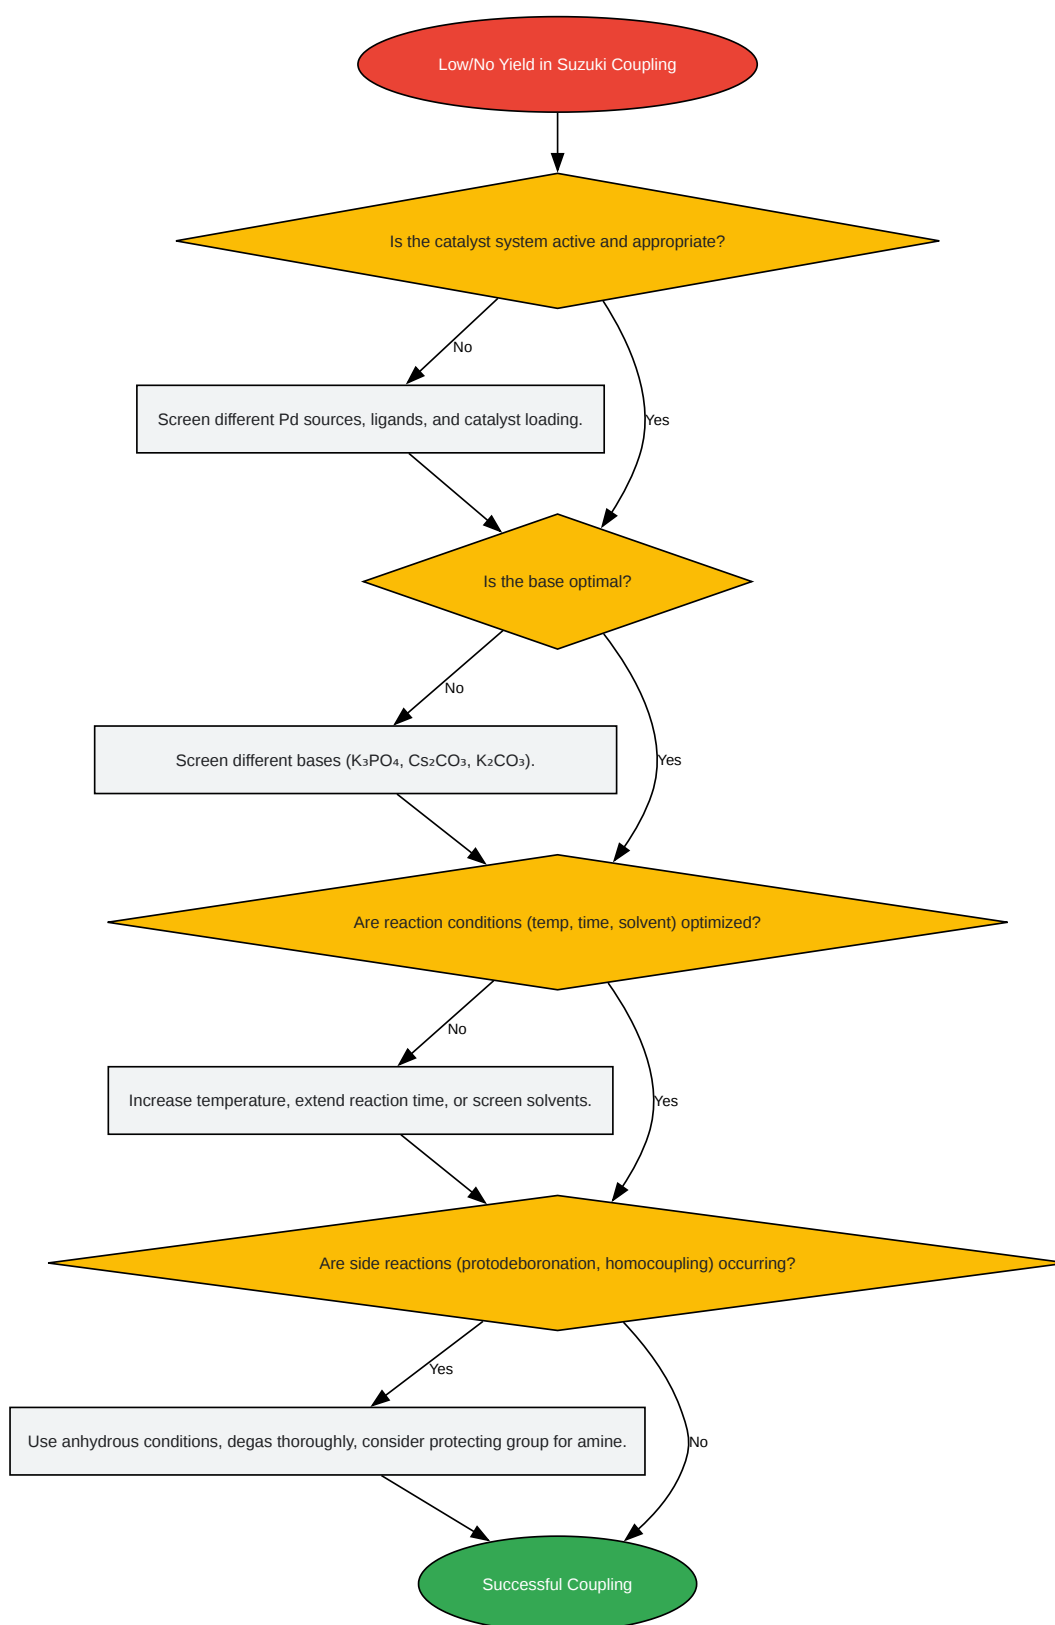 Low/No Yield in Suzuki Coupling
Is the catalyst system active and appropriate?
No
Screen different Pd sources, ligands, and catalyst loading.
Yes
Is the base optimal?
No
Screen different bases (K₃PO₄, Cs₂CO₃, K₂CO₃).
Yes
Are reaction conditions (temp, time, solvent) optimized?
No
Increase temperature, extend reaction time, or screen solvents.
Yes
Are side reactions (protodeboronation, homocoupling) occurring?
Yes
Use anhydrous conditions, degas thoroughly, consider protecting group for amine.
No
Successful Coupling